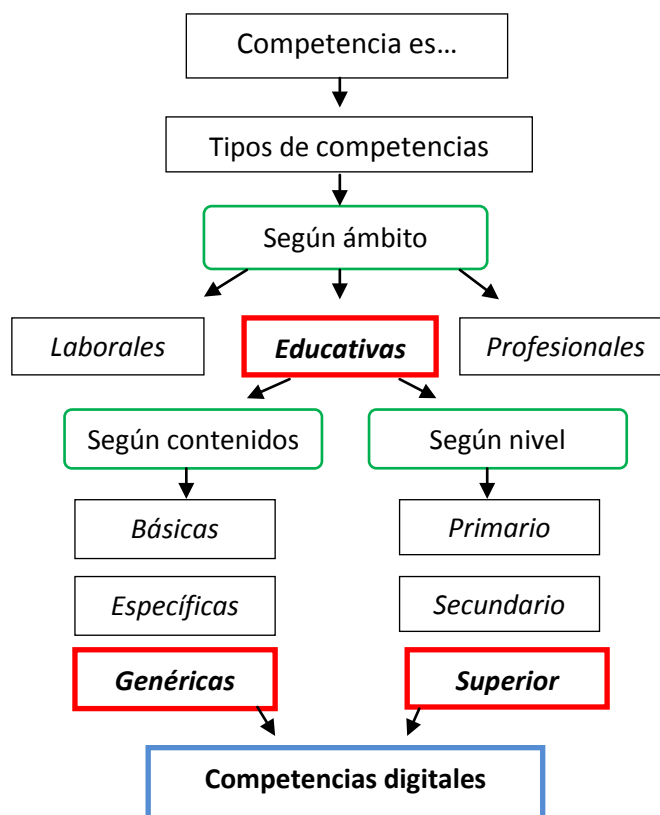 Competencia es…
Tipos de competencias
Según ámbito
Laborales
Educativas
Profesionales
Según contenidos
Según nivel
Básicas
Primario
Específicas
Secundario
Genéricas
Superior
Competencias digitales